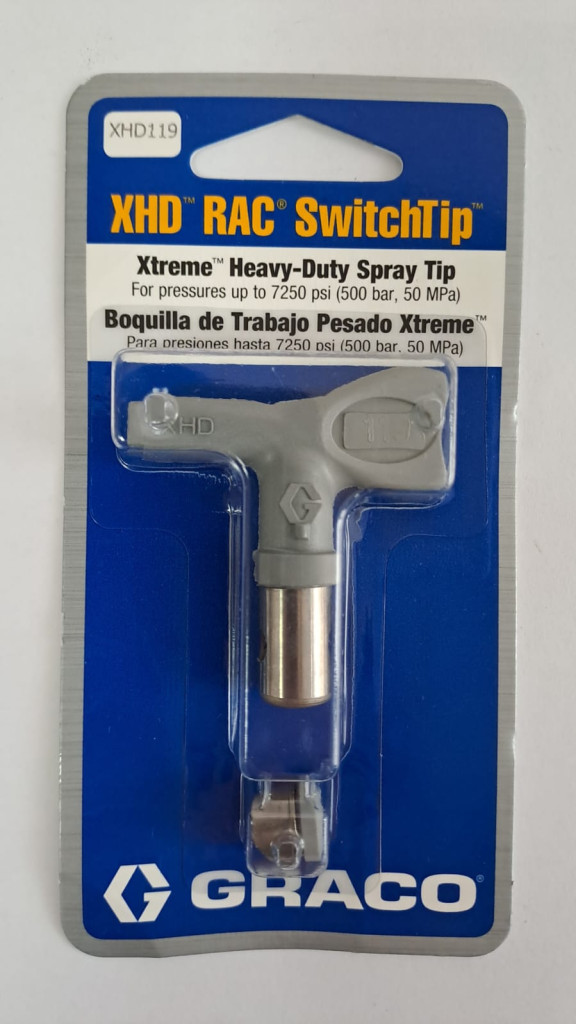 XHD119
XHD™ RAC® SwitchTip™
Xtreme™ Heavy-Duty Spray Tip
For pressures up to 7250 psi (500 bar, 50 MPa)
Boquilla de Trabajo Pesado Xtreme™
Para presiones hasta 7250 psi (500 bar, 50 MPa)
XHD
GRACO®